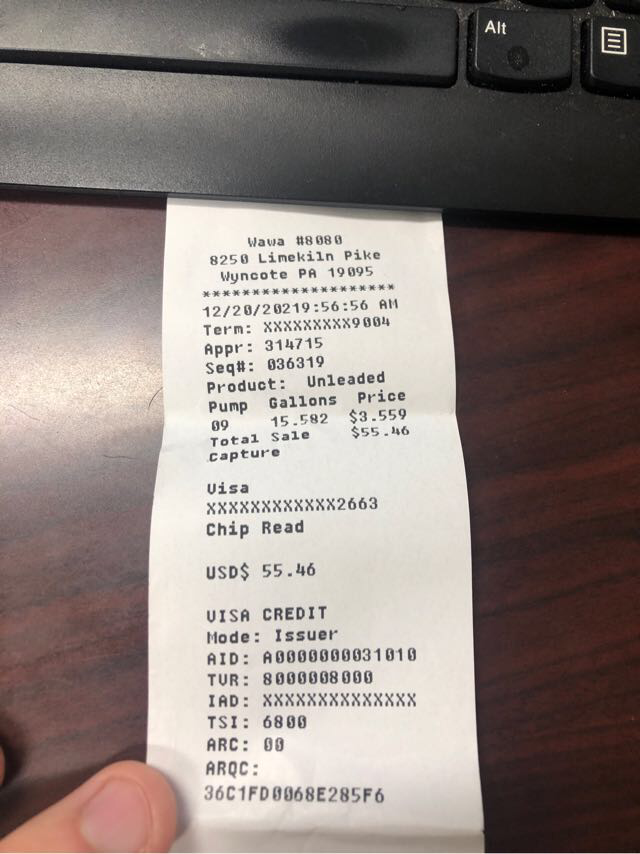 Alt
Wawa #8080
8250 Limekiln Pike
Wyncote PA 19095
*******************
12/20/20219:56:56 AM
Term: XXXXXXXXX9004
Appr: 314715
Seq#: 036319
Product: Unleaded
Pump Gallons Price
09 15.582 $3.559
Total Sale $55.46
Capture
Visa
XXXXXXXXXXXX2663
Chip Read
USD$ 55.46
VISA CREDIT
Mode: Issuer
AID: A0000000031010
TVR: 8000008000
IAD: XXXXXXXXXXXXXX
TSI: 6800
ARC: 00
ARQC:
36C1FD0068E285F6